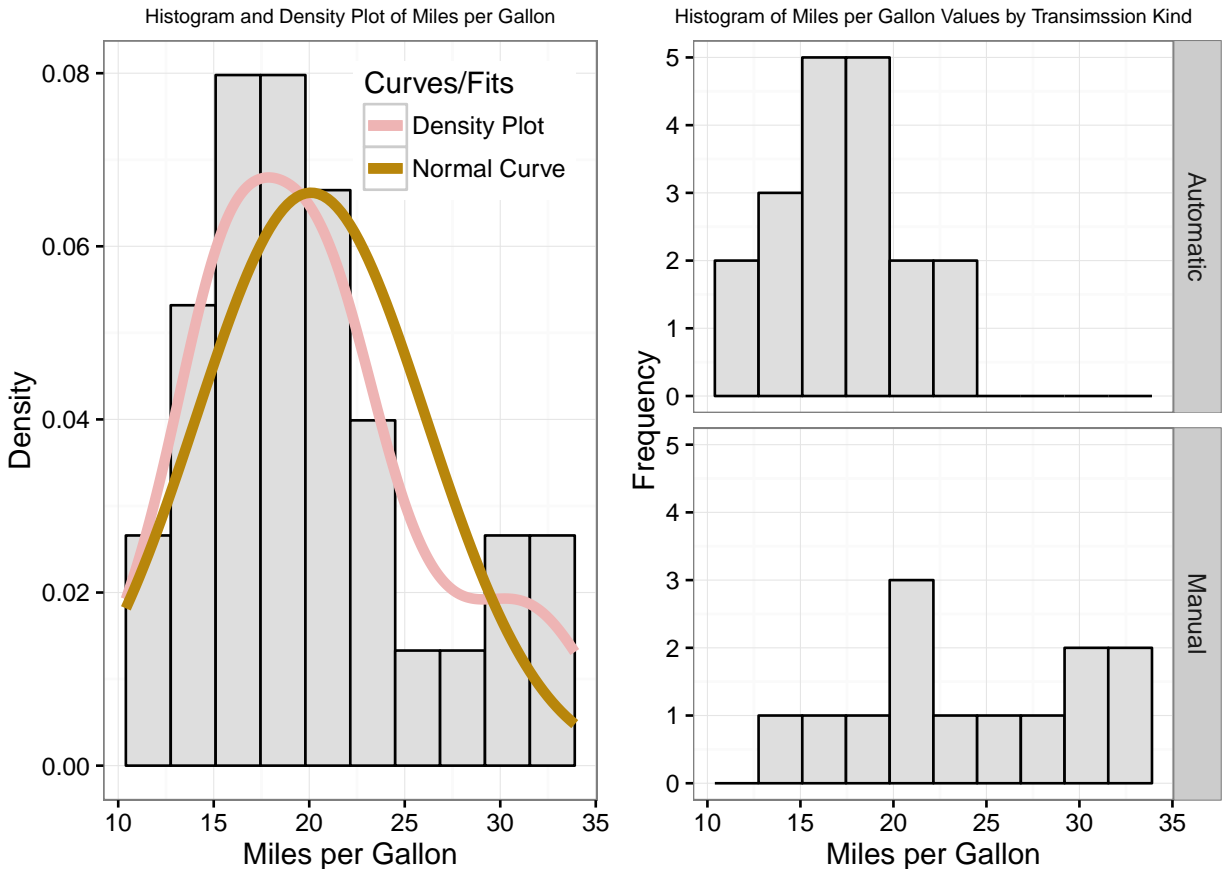 Histogram and Density Plot of Miles per Gallon
Density
0.08
0.06
0.04
0.02
0.00
Curves/Fits
Density Plot
Normal Curve
10 15 20 25 30 35
Miles per Gallon
Histogram of Miles per Gallon Values by Transimssion Kind
Frequency
5
4
3
2
1
0
Automatic
5
4
3
2
1
0
Manual
10 15 20 25 30 35
Miles per Gallon